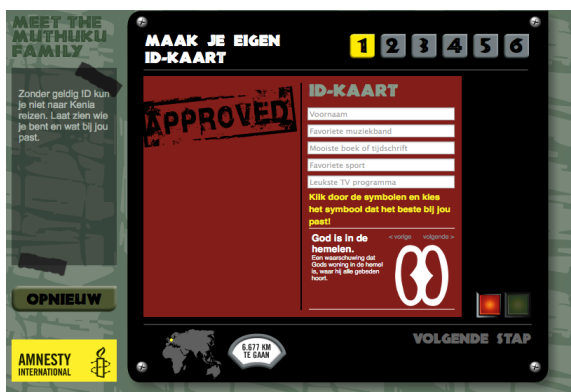 MEET THE
MUTHUKU
FAMILY
Zonder geldig ID kun
je niet naar Kenia
reizen. Laat zien wie
je bent en wat bij jou
past.
OPNIEUW
AMNESTY
INTERNATIONAL
MAAK JE EIGEN
ID-KAART
1 2 3 4 5 6
APPROVED
ID-KAART
Voornaam
Favoriete muziekband
Mooiste boek of tijdschrift
Favoriete sport
Leukste TV programma
Klik door de symbolen en kies
het symbool dat het beste bij jou
past!
God is in de
hemelen.
< vorige volgende >
Een waarschuwing dat
Gods woning in de hemel
is, waar hij alle gebeden
hoort.
6.677 KM
TE GAAN
VOLGENDE STAP